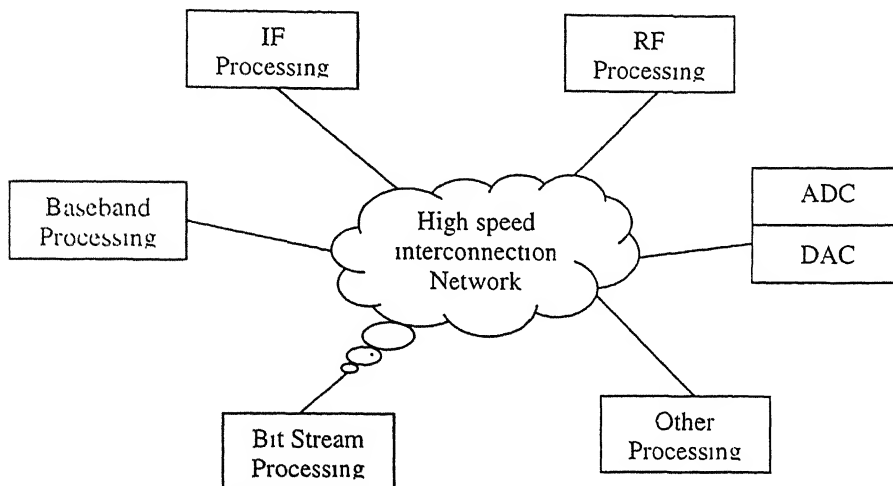 IF
Processing
RF
Processing
Baseband
Processing
High speed
interconnection
Network
ADC
DAC
Bit Stream
Processing
Other
Processing